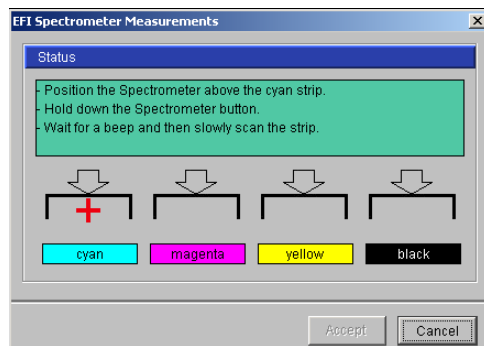 EFI Spectrometer Measurements
Status
- Position the Spectrometer above the cyan strip.
- Hold down the Spectrometer button.
- Wait for a beep and then slowly scan the strip.
cyan magenta yellow black
Accept Cancel